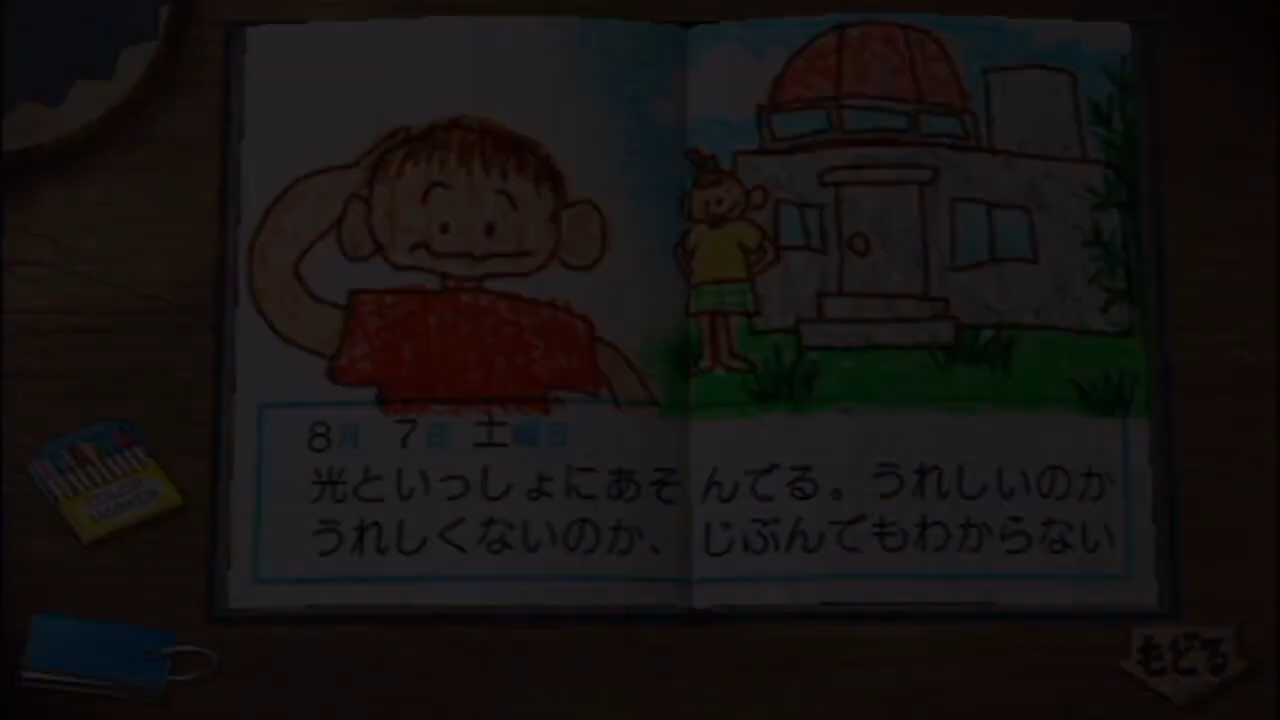 8月 7日 土曜日
光といっしょにあそんでる。うれしいのか
うれしくないのか、じぶんでもわからない
もどる